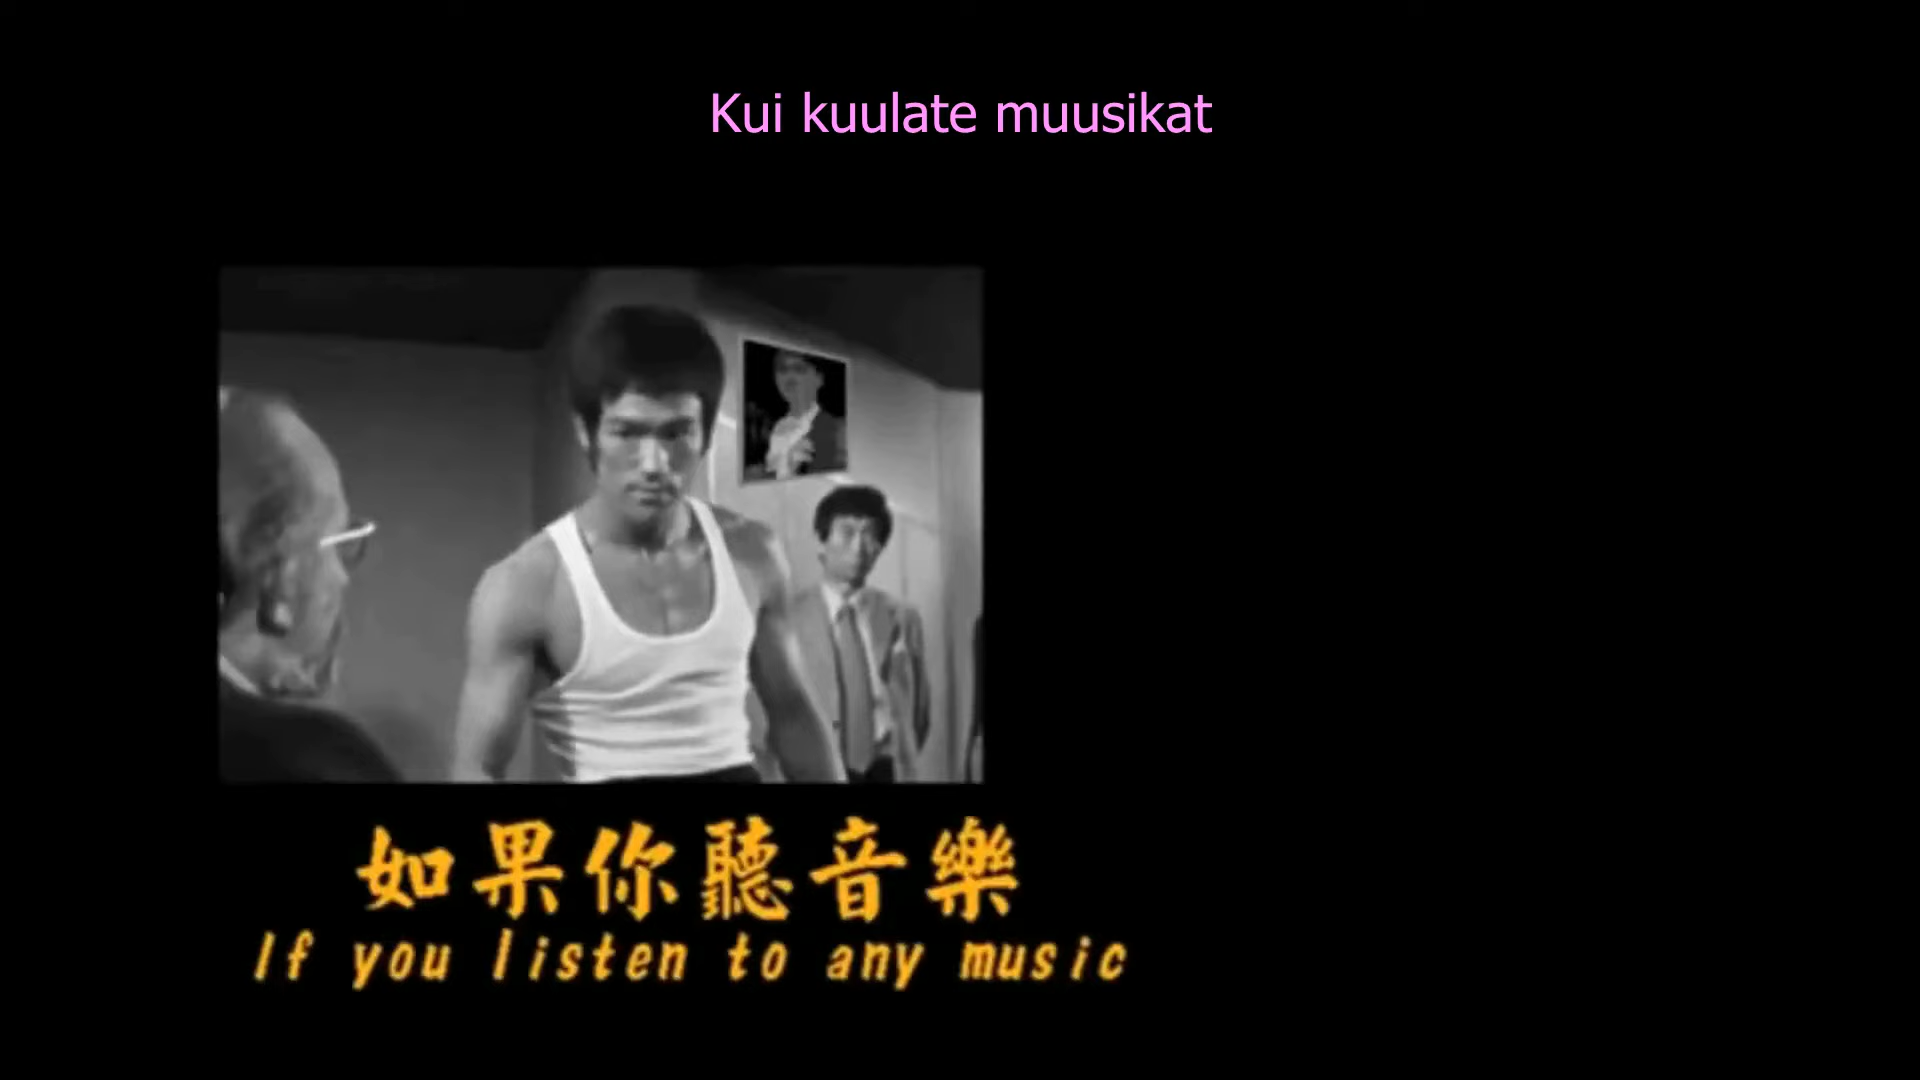 Kui kuulate muusikat
如果你聽音樂
If you listen to any music